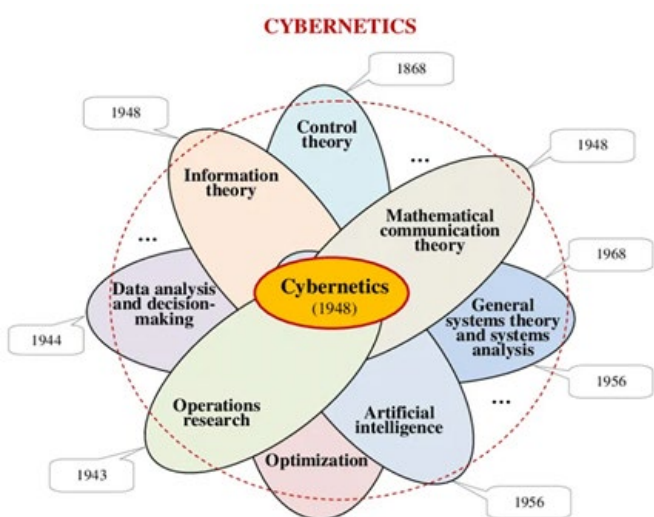 CYBERNETICS
1868
1948
Control
theory
...
1948
Information
theory
Mathematical
communication
theory
...
1968
Data analysis
and decision-
making
Cybernetics
(1948)
General
systems theory
and systems
analysis
1944
1956
Operations
research
Artificial
intelligence
...
Optimization
1943
1956